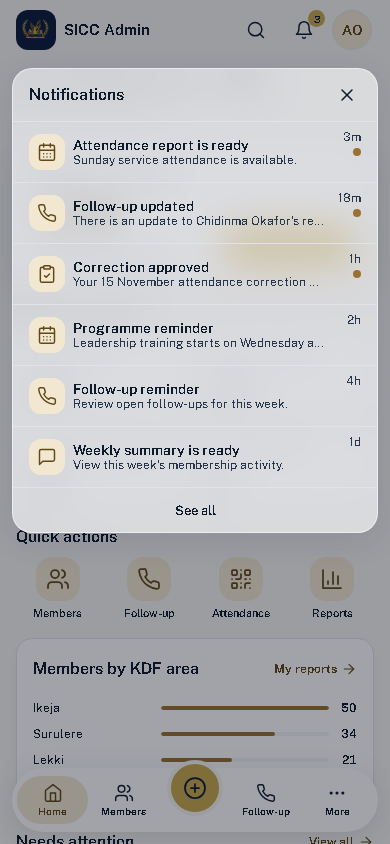 SICC Admin
3
AO
Notifications
Attendance report is ready
3m
Sunday service attendance is available.
Follow-up updated
18m
There is an update to Chidinma Okafor's re...
Correction approved
1h
Your 15 November attendance correction ...
Programme reminder
2h
Leadership training starts on Wednesday a...
Follow-up reminder
4h
Review open follow-ups for this week.
Weekly summary is ready
1d
View this week's membership activity.
See all
Quick actions
Members
Follow-up
Attendance
Reports
Members by KDF area
My reports
Ikeja
50
Surulere
34
Lekki
21
Home
Members
Follow-up
More
Needs attention
View all